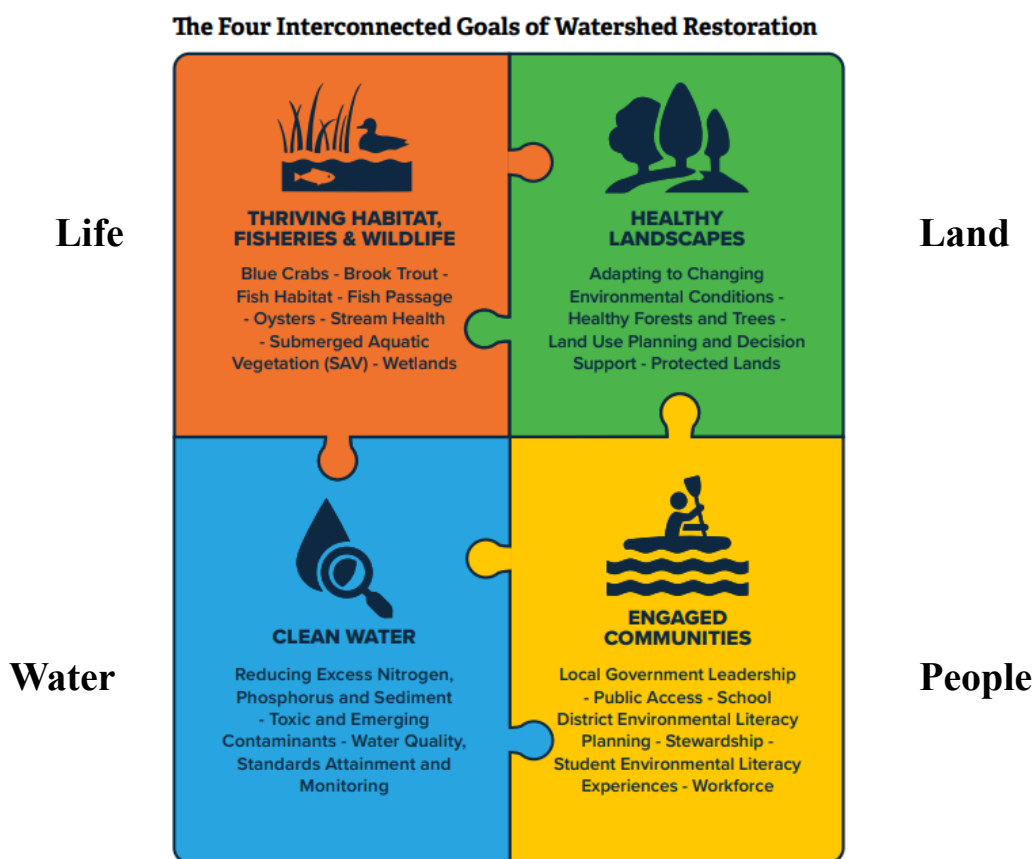 The Four Interconnected Goals of Watershed Restoration
Life
THRIVING HABITAT,
FISHERIES & WILDLIFE
Blue Crabs - Brook Trout -
Fish Habitat - Fish Passage
- Oysters - Stream Health
- Submerged Aquatic
Vegetation (SAV) - Wetlands
HEALTHY
LANDSCAPES
Adapting to Changing
Environmental Conditions -
Healthy Forests and Trees -
Land Use Planning and Decision
Support - Protected Lands
Land
Water
CLEAN WATER
Reducing Excess Nitrogen,
Phosphorus and Sediment
- Toxic and Emerging
Contaminants - Water Quality,
Standards Attainment and
Monitoring
ENGAGED
COMMUNITIES
Local Government Leadership
- Public Access - School
District Environmental Literacy
Planning - Stewardship -
Student Environmental Literacy
Experiences - Workforce
People